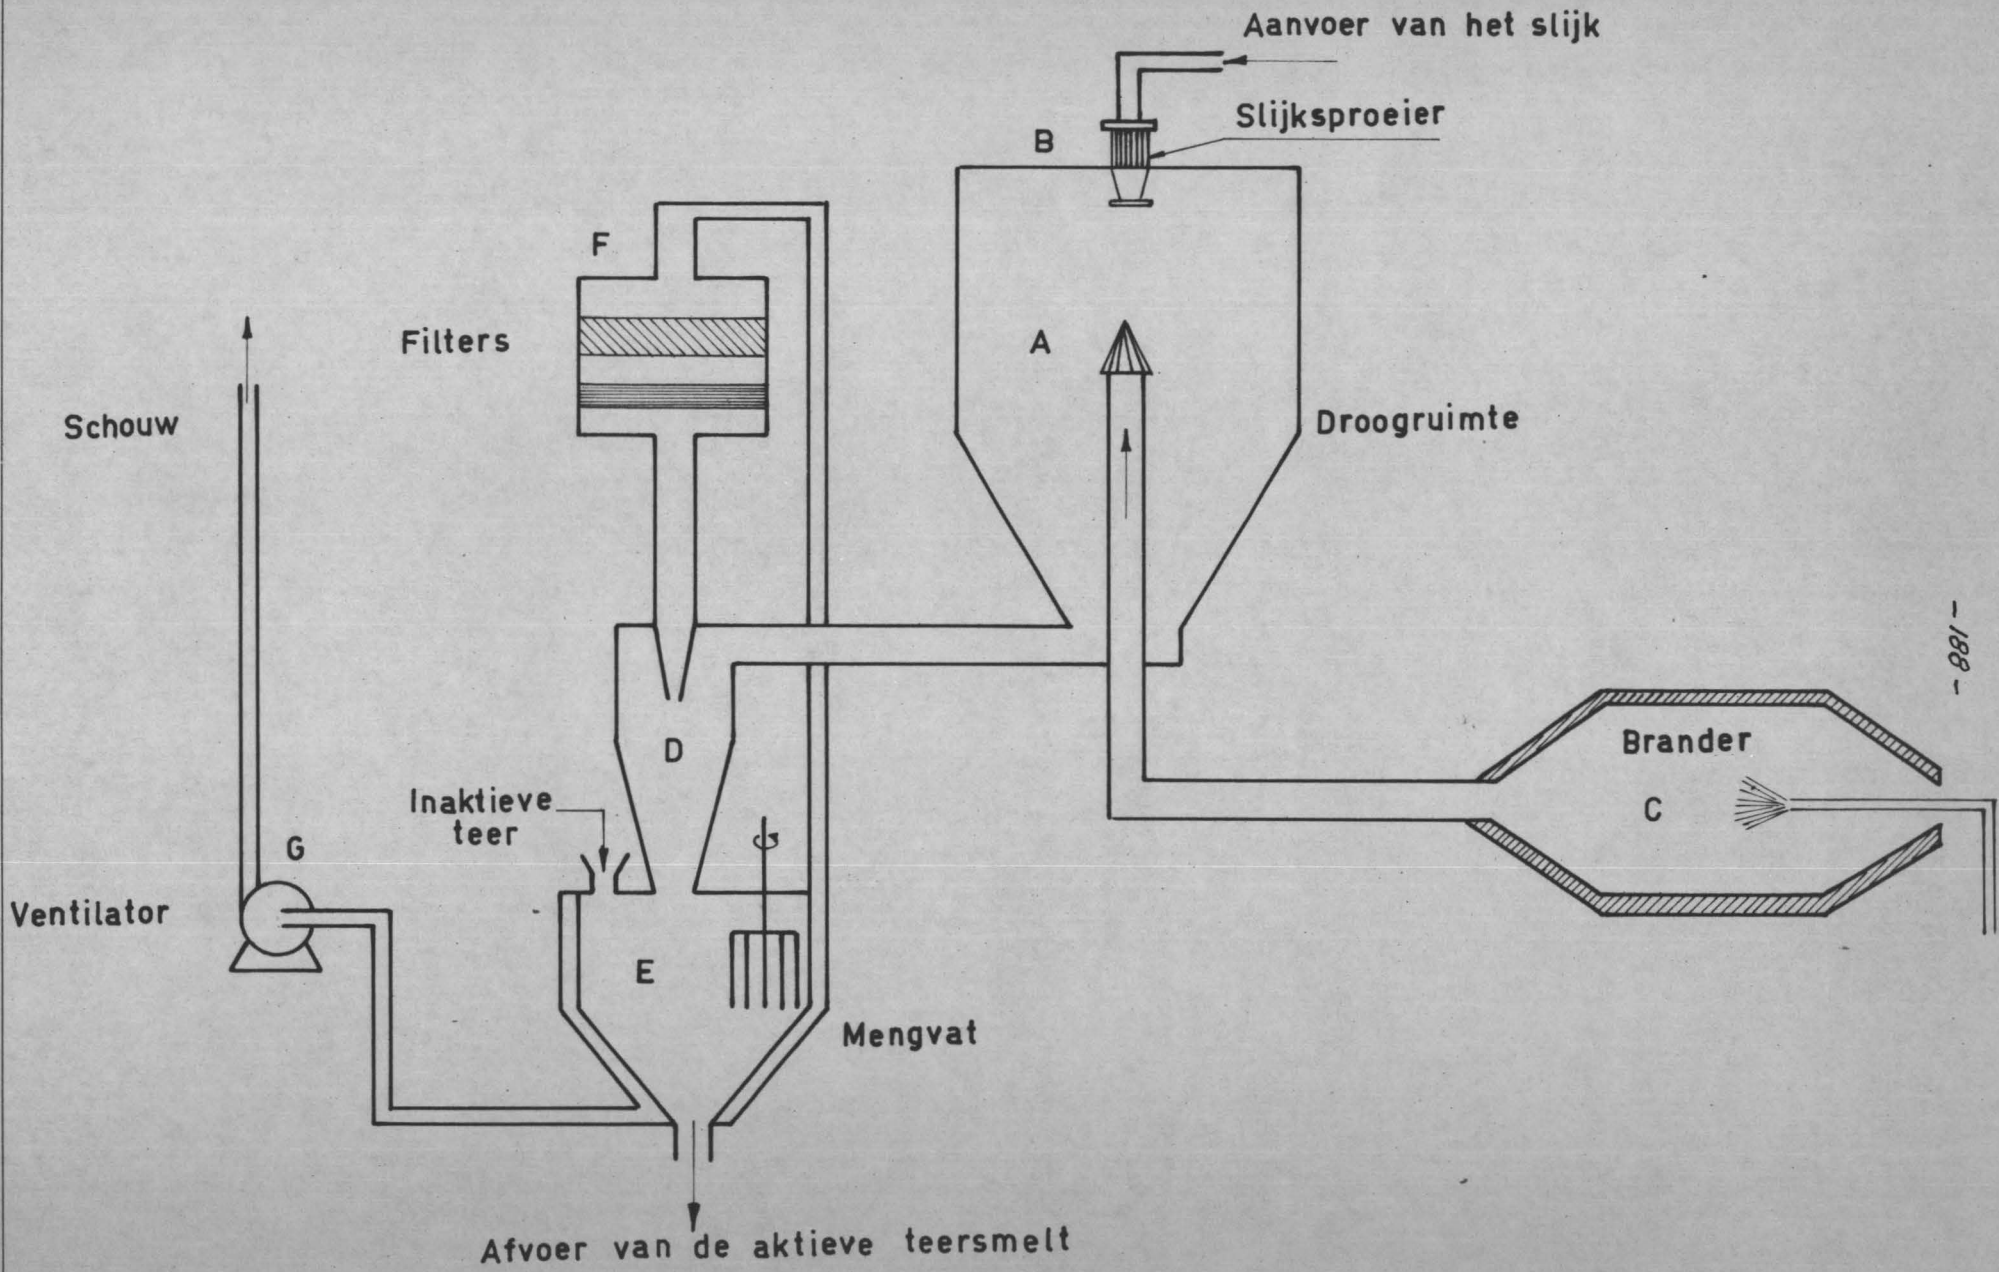 Aanvoer van het slijk
Slijksproeier
B
F
Filters
A
Schouw
Droogruimte
- 188 -
Brander
D
C
Inaktieve
teer
G
Ventilator
E
Mengvat
Afvoer van de aktieve teersmelt